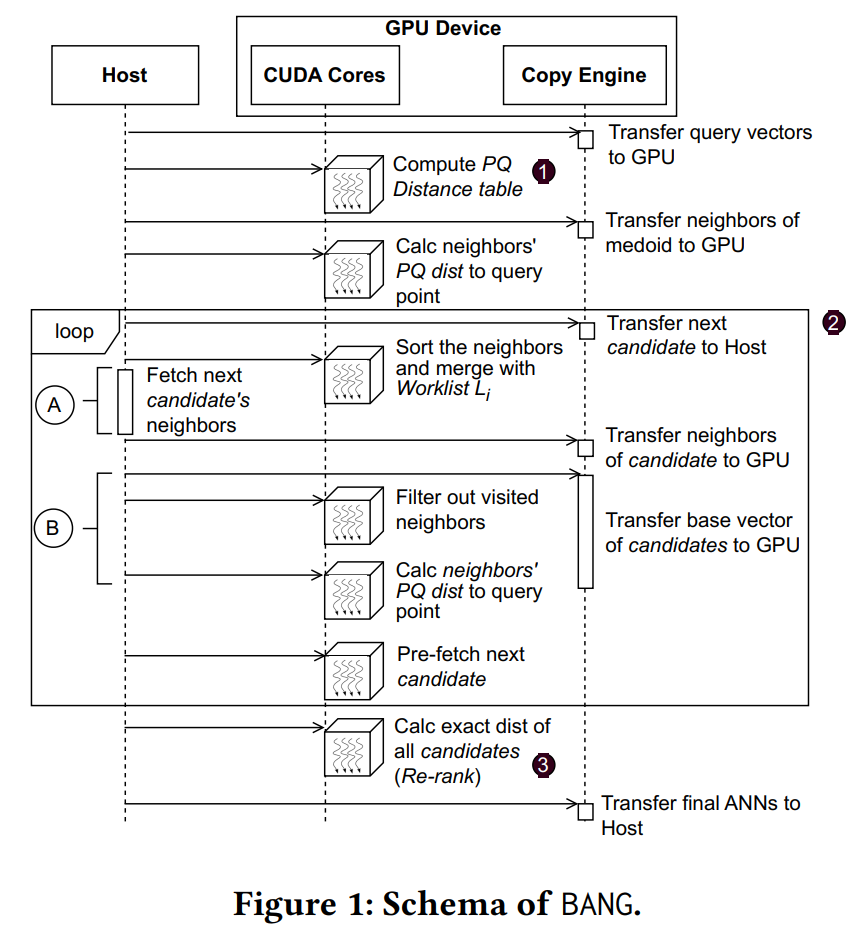 GPU Device
Host
CUDA Cores
Copy Engine
Transfer query vectors
to GPU
Compute PQ
Distance table
1
Transfer neighbors of
medoid to GPU
Calc neighbors'
PQ dist to query
point
loop
Transfer next
candidate to Host
2
Sort the neighbors
and merge with
Worklist Li
A
Fetch next
candidate's
neighbors
Transfer neighbors
of candidate to GPU
B
Filter out visited
neighbors
Transfer base vector
of candidates to GPU
Calc neighbors'
PQ dist to query
point
Pre-fetch next
candidate
Calc exact dist of
all candidates
(Re-rank)
3
Transfer final ANNs to
Host
Figure 1: Schema of BANG.